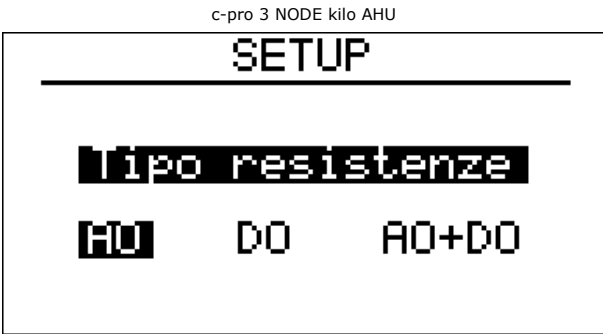 c-pro 3 NODE kilo AHU
SETUP
Tipo resistenze
AO DO AO+DO